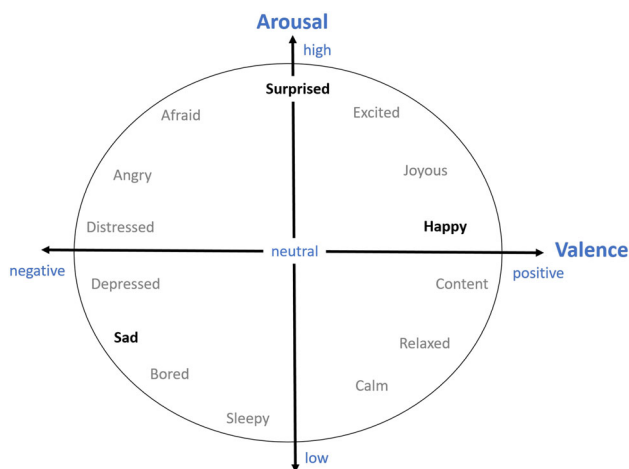 Arousal
high
Surprised
Afraid
Excited
Angry
Joyous
Distressed
Happy
neutral
Valence
negative
positive
Depressed
Content
Sad
Relaxed
Bored
Calm
Sleepy
low